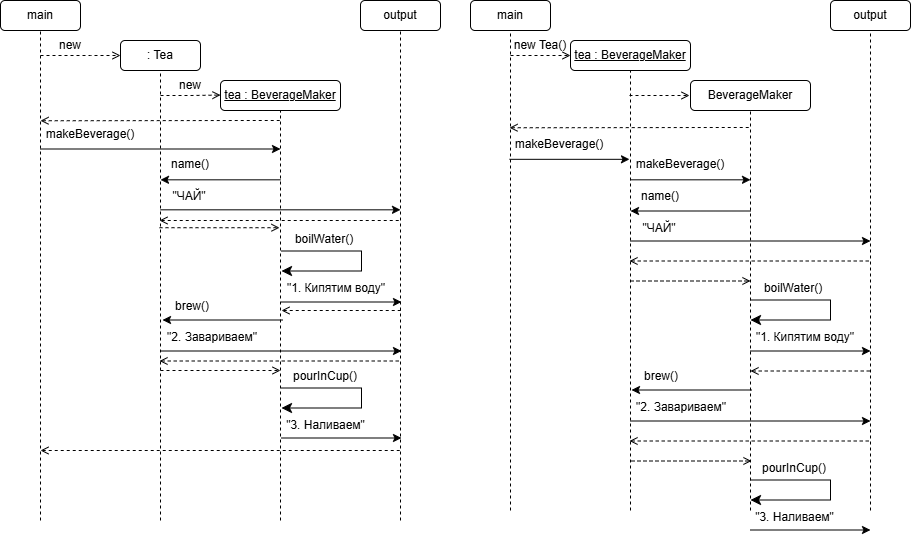 main
output
new
: Tea
new
tea : BeverageMaker
makeBeverage()
name()
"ЧАЙ"
boilWater()
"1. Кипятим воду"
brew()
"2. Завариваем"
pourInCup()
"3. Наливаем"
main
output
new Tea()
tea : BeverageMaker
BeverageMaker
makeBeverage()
makeBeverage()
name()
"ЧАЙ"
boilWater()
"1. Кипятим воду"
brew()
"2. Завариваем"
pourInCup()
"3. Наливаем"